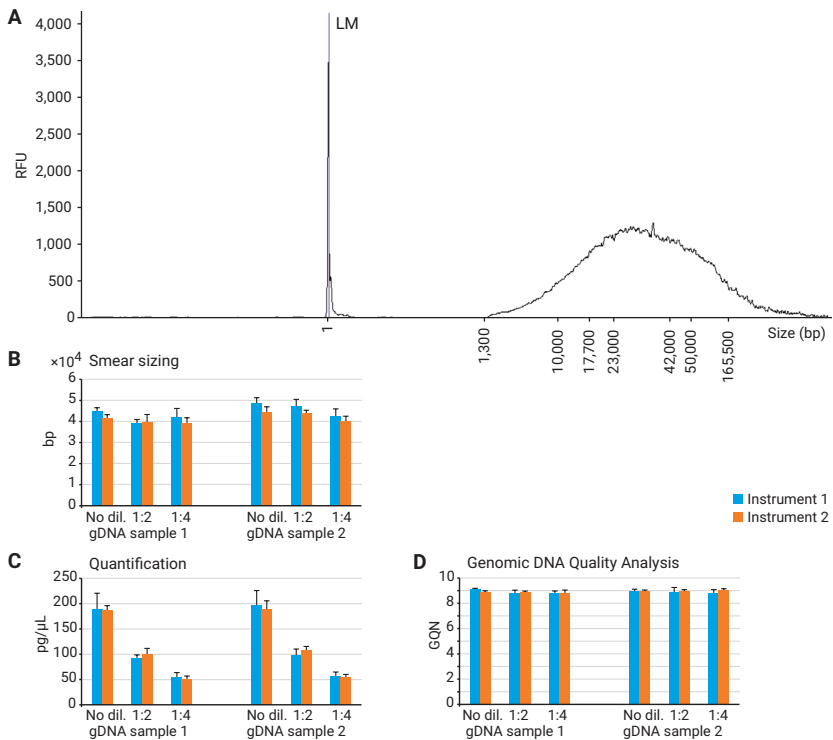 A
LM
4,000
3,500
3,000
2,500
2,000
1,500
1,000
500
0
RFU
1
1,300
10,000
17,700
23,000
42,000
50,000
165,500
Size (bp)
B
×10⁴ Smear sizing
6
5
4
3
2
1
0
bp
No dil. 1:2 1:4 No dil. 1:2 1:4
gDNA sample 1 gDNA sample 2
Instrument 1
Instrument 2
C
Quantification
250
200
150
100
50
0
pg/µL
No dil. 1:2 1:4 No dil. 1:2 1:4
gDNA sample 1 gDNA sample 2
D
Genomic DNA Quality Analysis
10
8
6
4
2
0
GQN
No dil. 1:2 1:4 No dil. 1:2 1:4
gDNA sample 1 gDNA sample 2